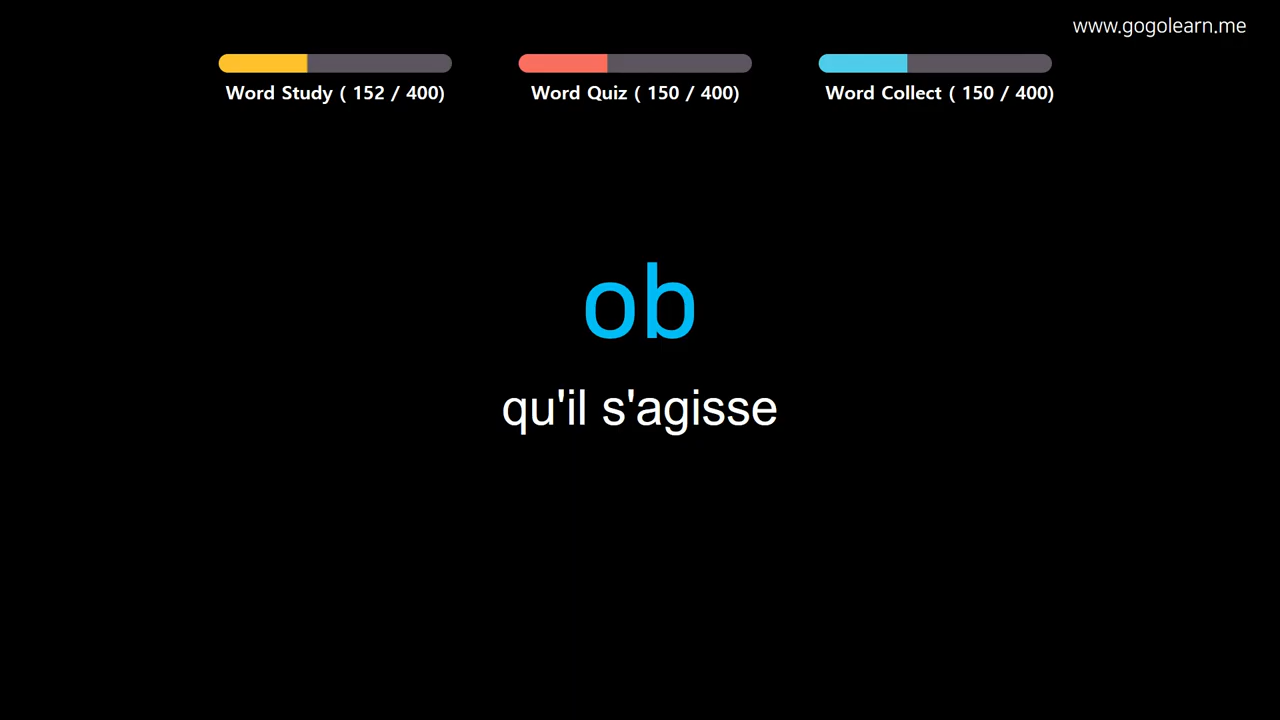 www.gogolearn.me
Word Study ( 152 / 400)
Word Quiz ( 150 / 400)
Word Collect ( 150 / 400)
ob
qu'il s'agisse